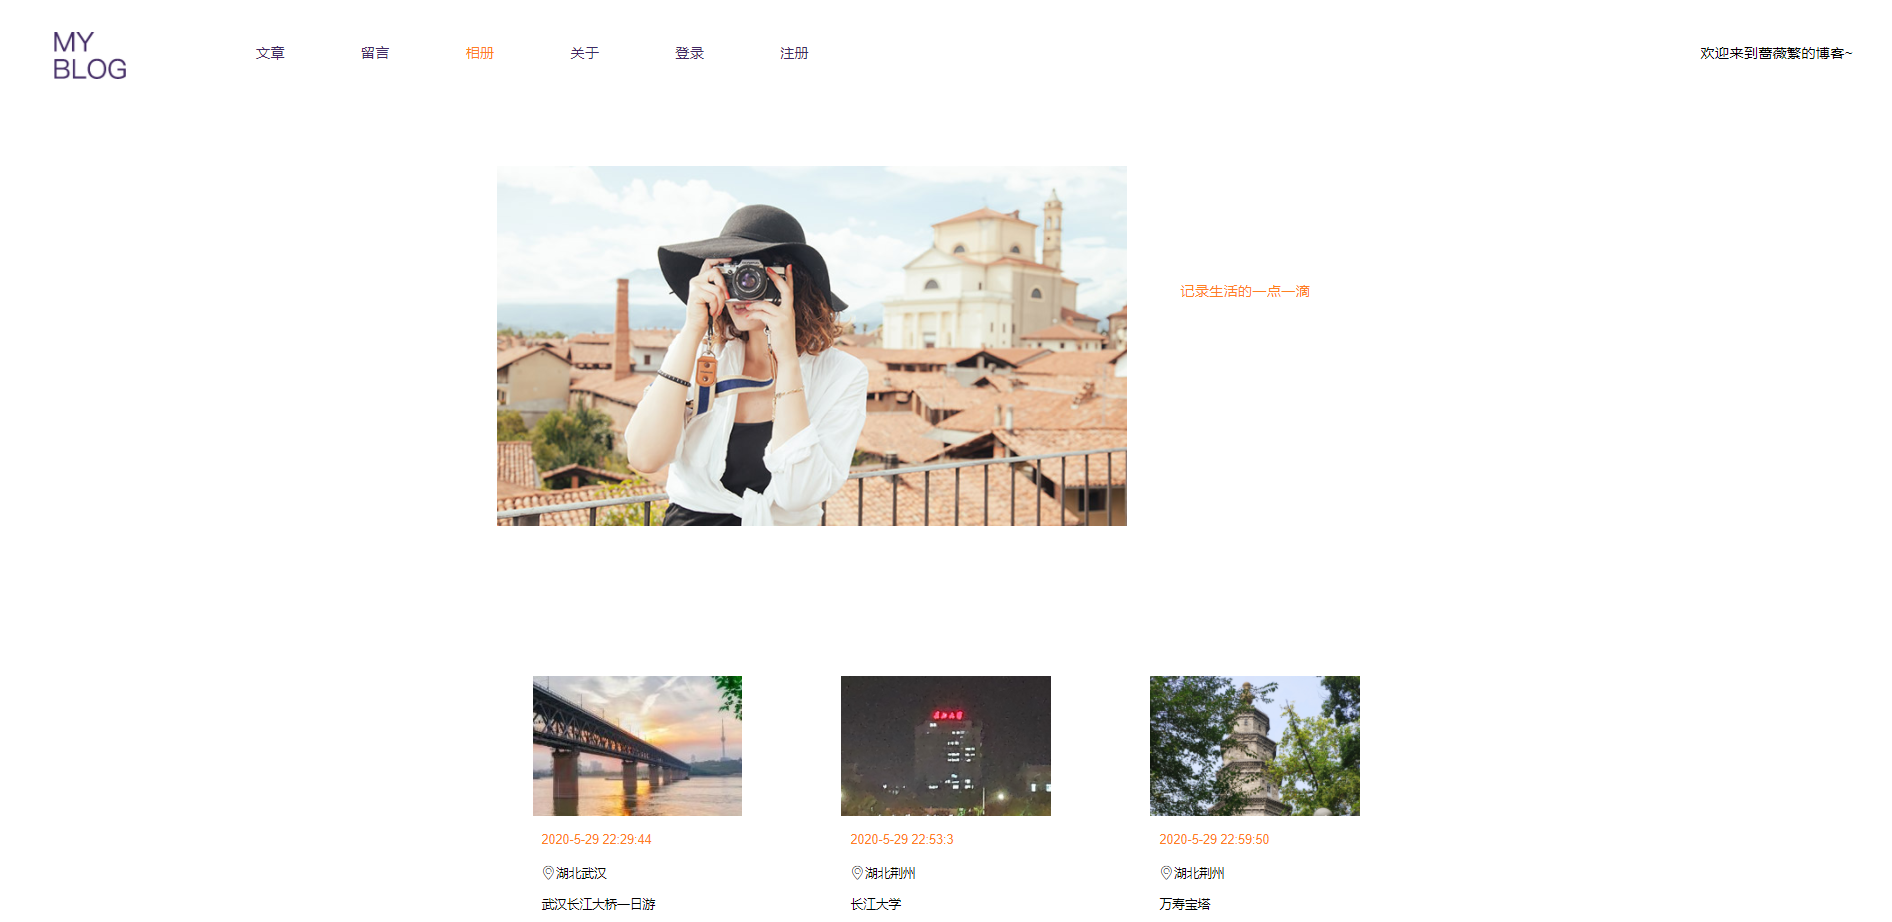 MY
BLOG
文章
留言
相册
关于
登录
注册
欢迎来到蔷薇繁的博客~
记录生活的一点一滴
2020-5-29 22:29:44
湖北武汉
武汉长江大桥一日游
2020-5-29 22:53:3
湖北荆州
长江大学
2020-5-29 22:59:50
湖北荆州
万寿宝塔